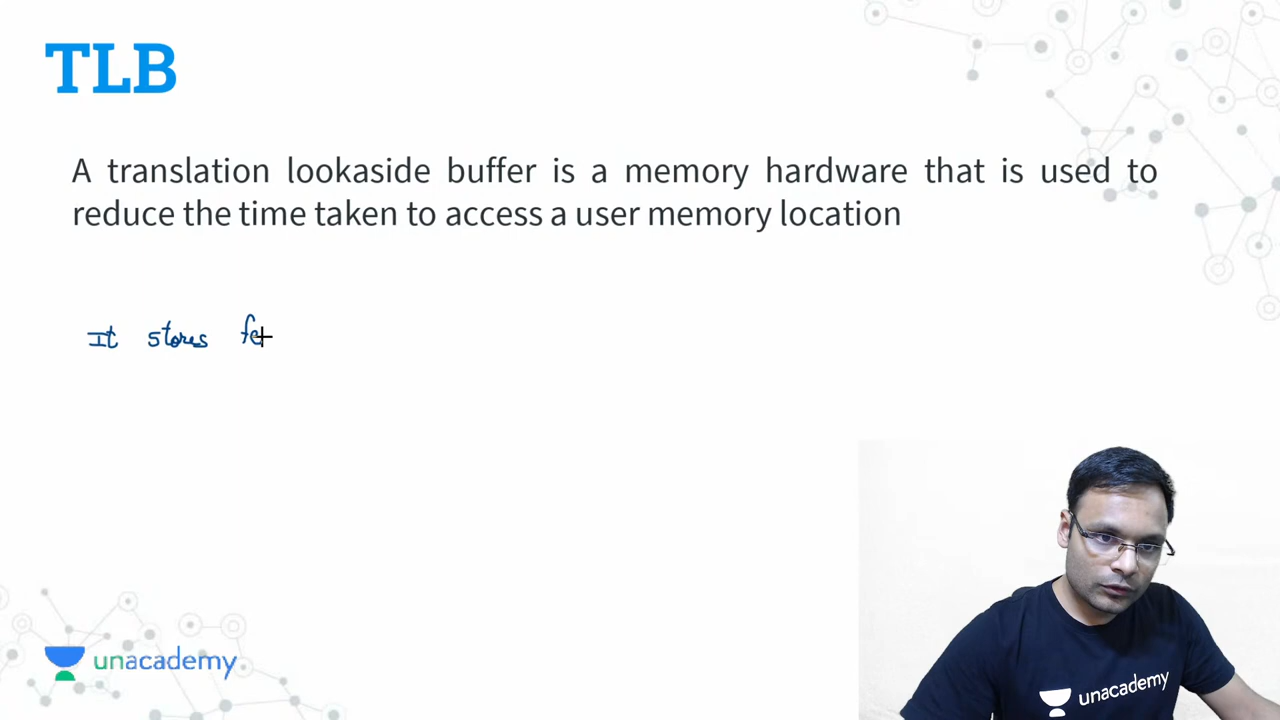 TLB
A translation lookaside buffer is a memory hardware that is used to
reduce the time taken to access a user memory location
It stores
unacademy
unacademy